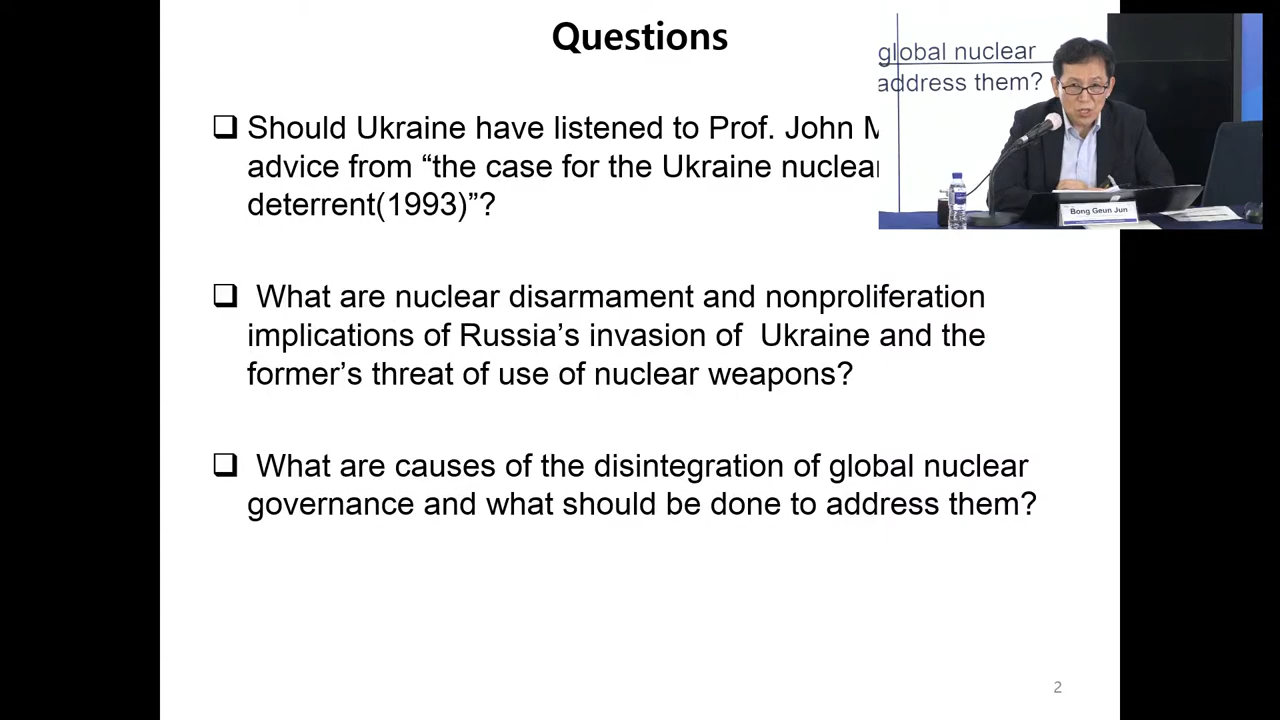 Questions
global nuclear
address them?
❑ Should Ukraine have listened to Prof. John M
advice from “the case for the Ukraine nuclear
deterrent(1993)”?
Bong Geun Jun
❑ What are nuclear disarmament and nonproliferation
implications of Russia’s invasion of Ukraine and the
former’s threat of use of nuclear weapons?
❑ What are causes of the disintegration of global nuclear
governance and what should be done to address them?
2